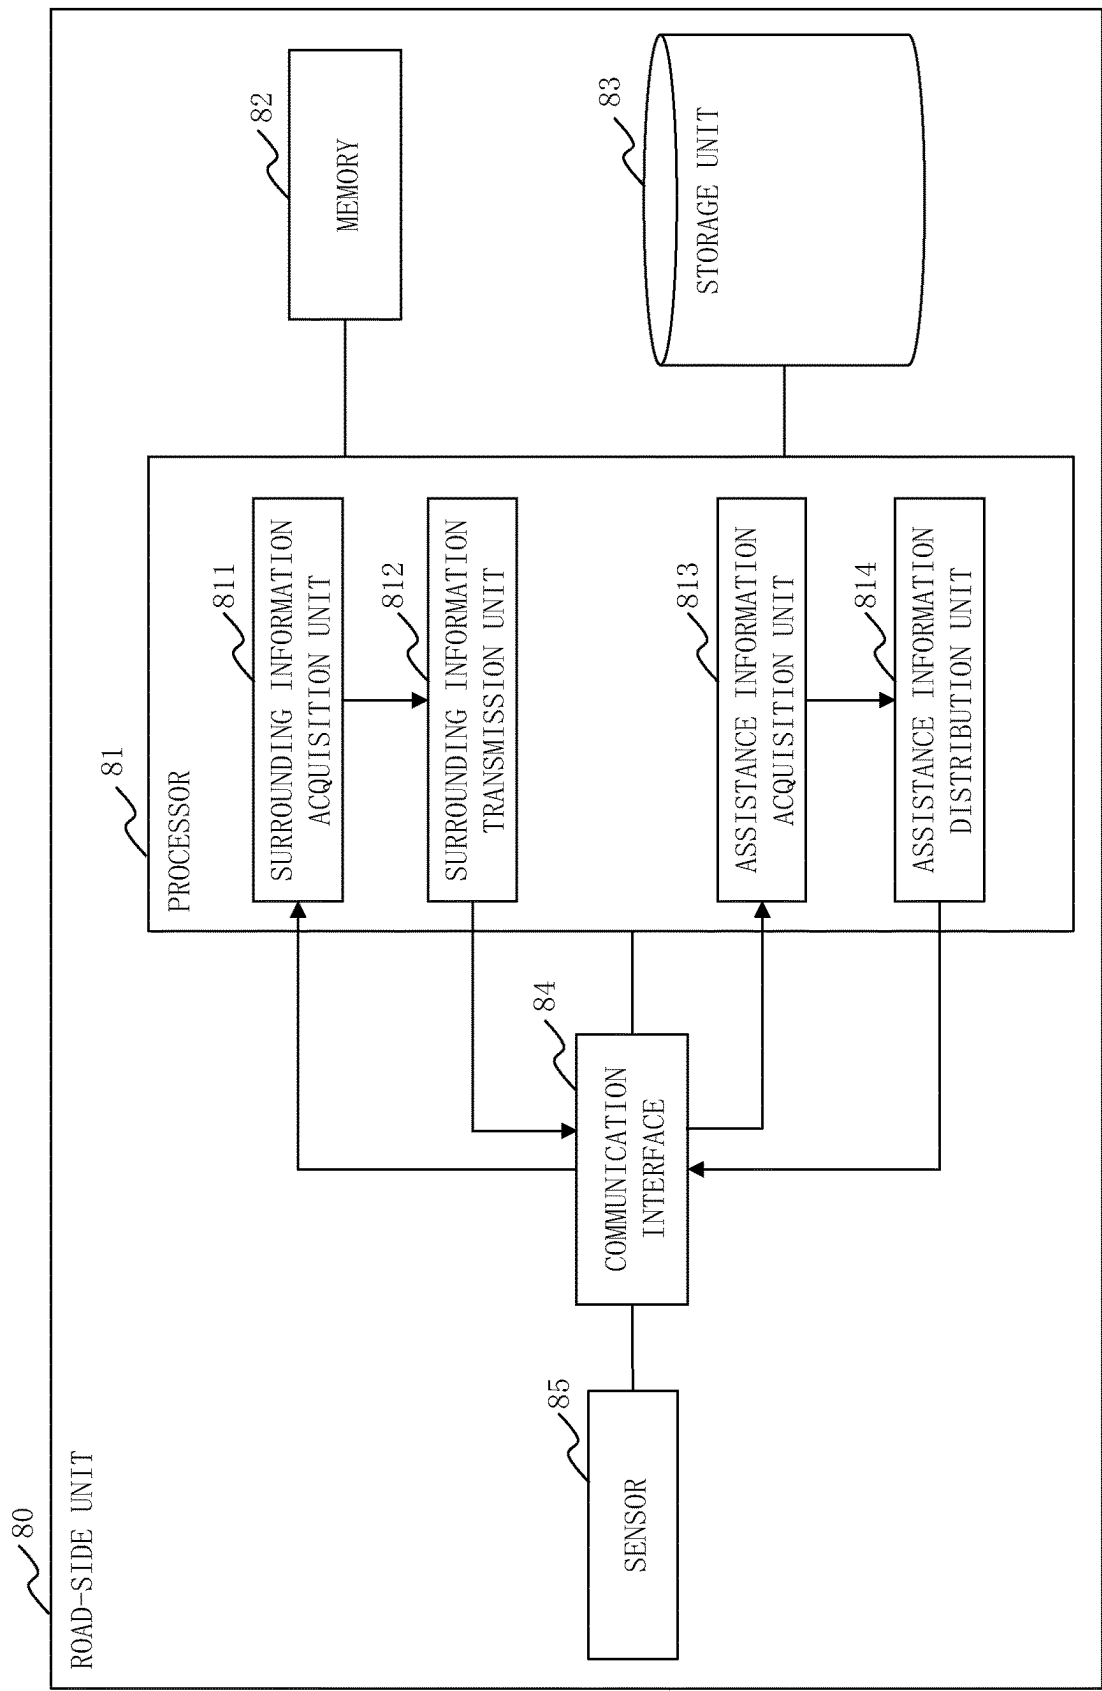 80
ROAD-SIDE UNIT
81
PROCESSOR
811
SURROUNDING INFORMATION
ACQUISITION UNIT
812
SURROUNDING INFORMATION
TRANSMISSION UNIT
813
ASSISTANCE INFORMATION
ACQUISITION UNIT
814
ASSISTANCE INFORMATION
DISTRIBUTION UNIT
82
MEMORY
83
STORAGE UNIT
84
COMMUNICATION
INTERFACE
85
SENSOR